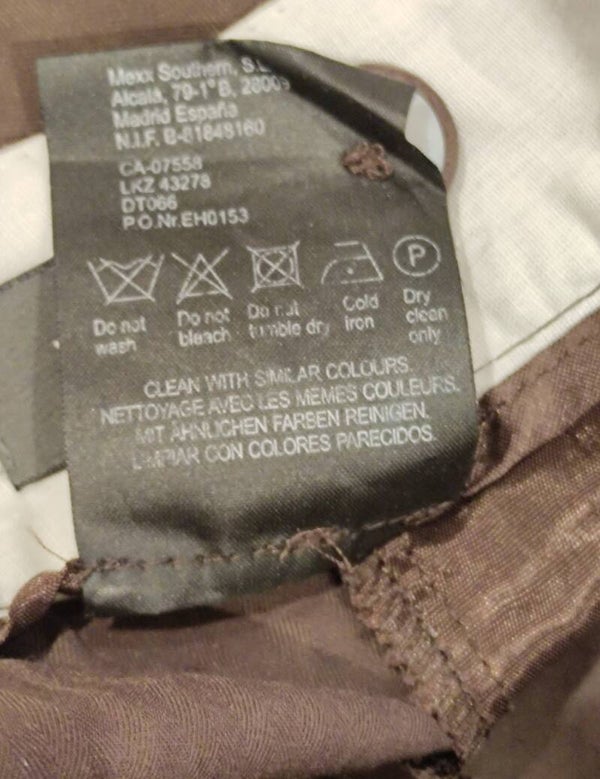 Mexx Southern, S.L.
Alcalá, 79-1º B, 28009
Madrid España
N.I.F. B-81848160
CA-07558
LKZ 43278
DT066
P.O.Nr.EH0153
P
Do not wash
Do not bleach
Do not tumble dry
Cold iron
Dry clean only
CLEAN WITH SIMILAR COLOURS.
NETTOYAGE AVEC LES MEMES COULEURS.
MIT ÄHNLICHEN FARBEN REINIGEN.
LIMPIAR CON COLORES PARECIDOS.